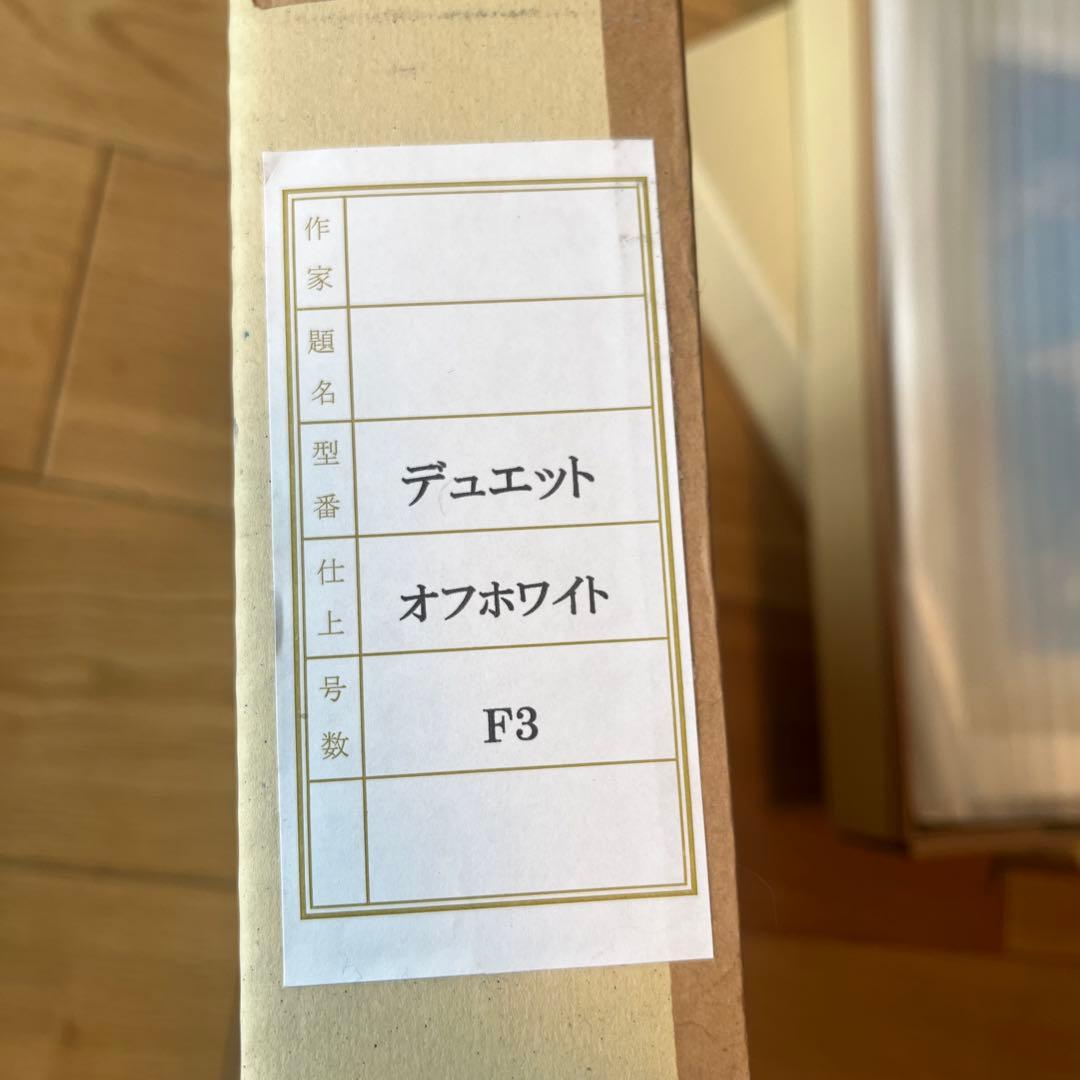 作家
題名
型番 デュエット
仕上 オフホワイト
号数 F3